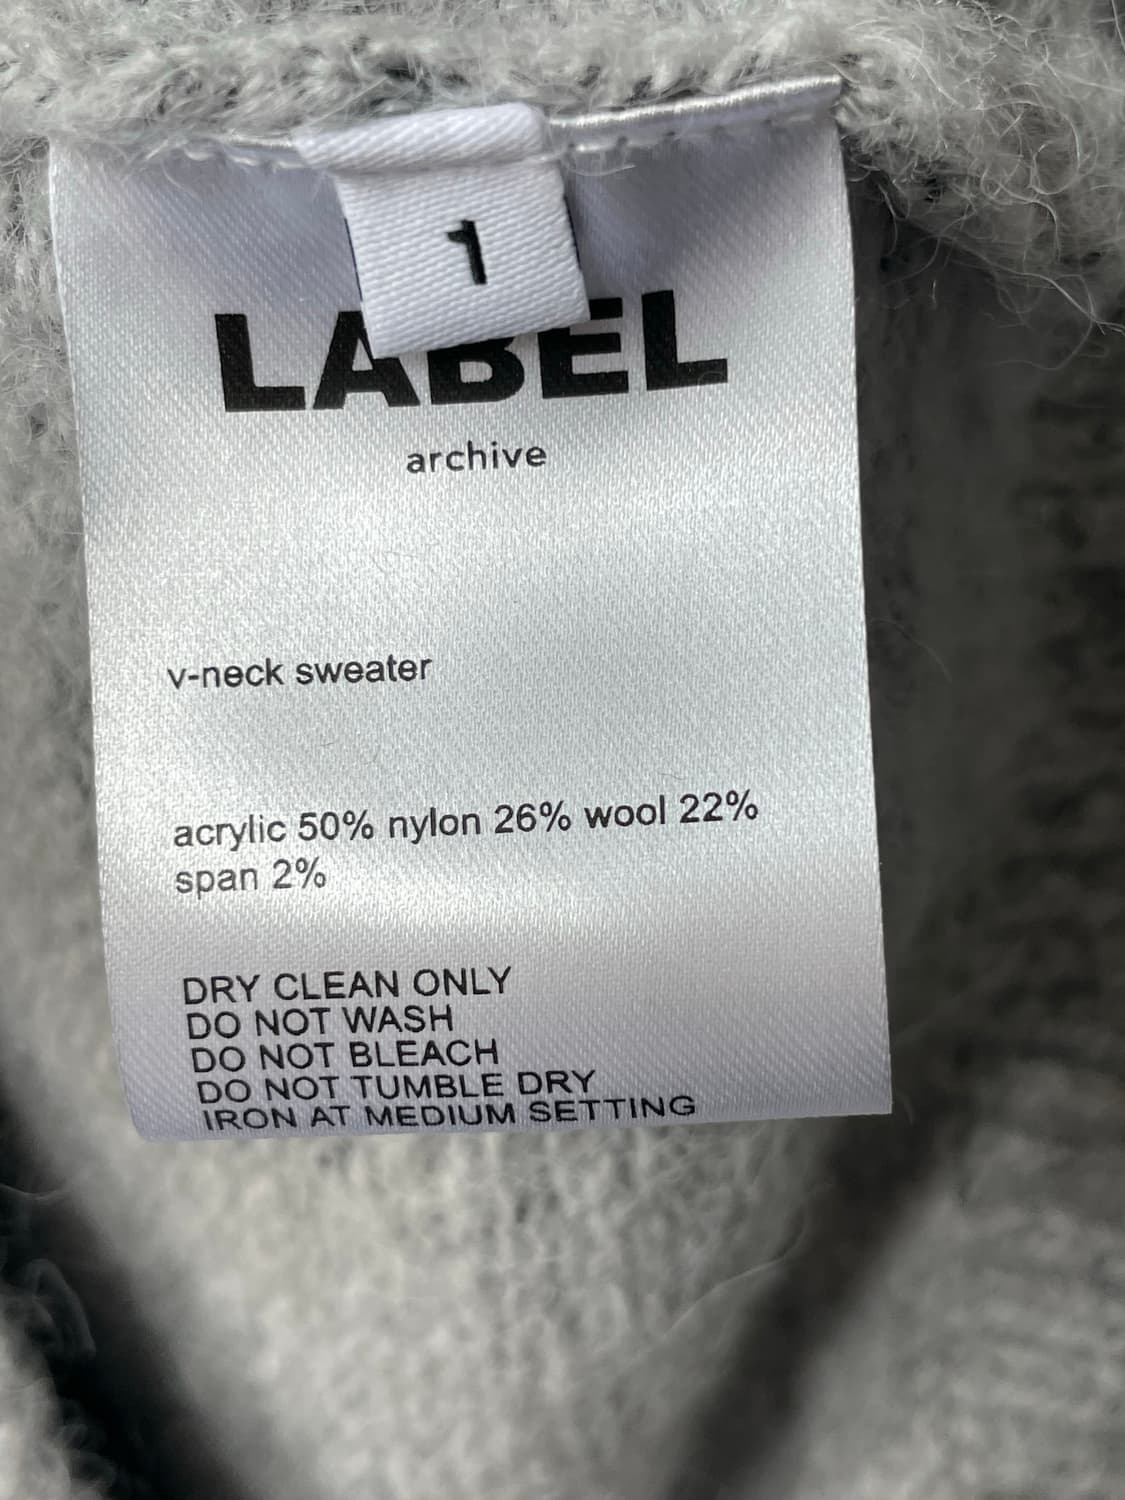 1
LABEL
archive
v-neck sweater
acrylic 50% nylon 26% wool 22%
span 2%
DRY CLEAN ONLY
DO NOT WASH
DO NOT BLEACH
DO NOT TUMBLE DRY
IRON AT MEDIUM SETTING